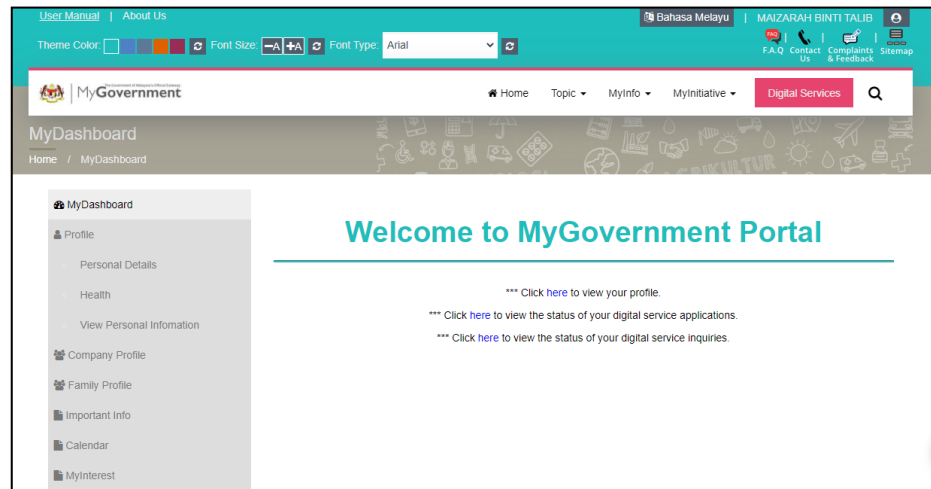 User Manual | About Us
Bahasa Melayu | MAIZARAH BINTI TALIB
Theme Color: Font Size: -A +A Font Type: Arial
FAQ
F.A.Q | Contact Us | Complaints & Feedback | Sitemap
MyGovernment
Home Topic MyInfo MyInitiative Digital Services
MyDashboard
Home / MyDashboard
MyDashboard
Profile
Personal Details
Health
View Personal Infomation
Company Profile
Family Profile
Important Info
Calendar
MyInterest
Welcome to MyGovernment Portal
*** Click here to view your profile.
*** Click here to view the status of your digital service applications.
*** Click here to view the status of your digital service inquiries.